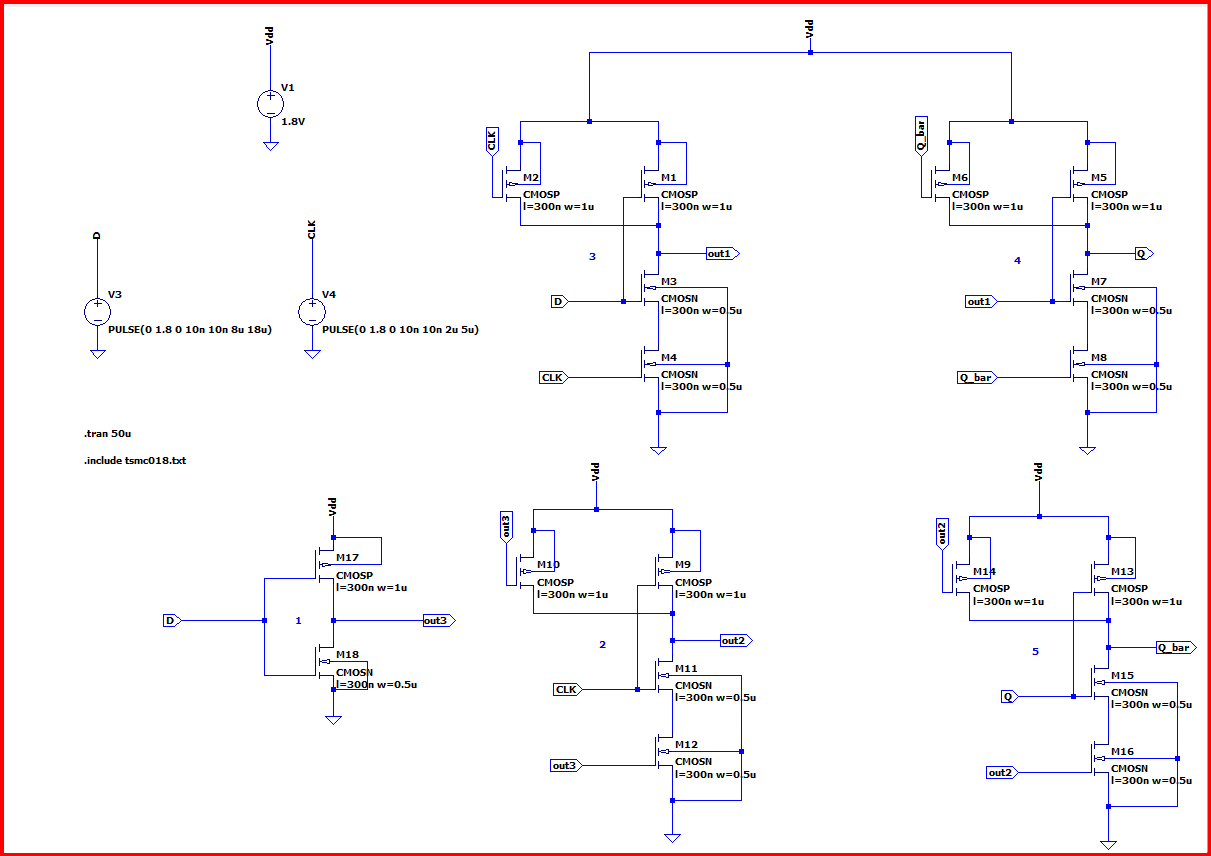 Vdd
V1
1.8V
D
V3
PULSE(0 1.8 0 10n 10n 8u 18u)
CLK
V4
PULSE(0 1.8 0 10n 10n 2u 5u)
.tran 50u
.include tsmc018.txt
Vdd
CLK
M2
CMOSP
l=300n w=1u
M1
CMOSP
l=300n w=1u
3
out1
D
M3
CMOSN
l=300n w=0.5u
CLK
M4
CMOSN
l=300n w=0.5u
Q_bar
M6
CMOSP
l=300n w=1u
M5
CMOSP
l=300n w=1u
4
Q
out1
M7
CMOSN
l=300n w=0.5u
Q_bar
M8
CMOSN
l=300n w=0.5u
Vdd
M17
CMOSP
l=300n w=1u
D
1
out3
M18
CMOSN
l=300n w=0.5u
Vdd
out3
M10
CMOSP
l=300n w=1u
M9
CMOSP
l=300n w=1u
2
out2
CLK
M11
CMOSN
l=300n w=0.5u
out3
M12
CMOSN
l=300n w=0.5u
Vdd
out2
M14
CMOSP
l=300n w=1u
M13
CMOSP
l=300n w=1u
5
Q_bar
Q
M15
CMOSN
l=300n w=0.5u
out2
M16
CMOSN
l=300n w=0.5u